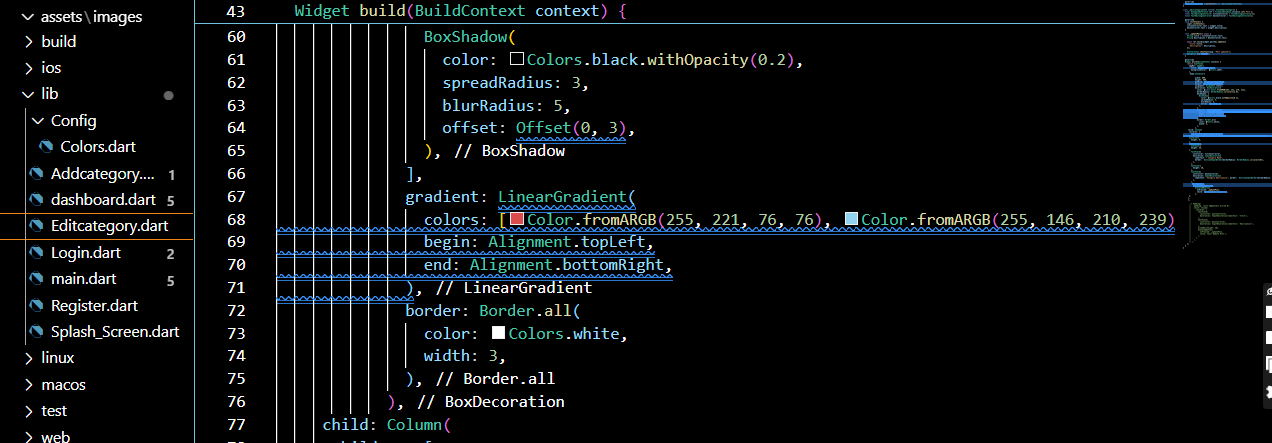 assets\images
build
ios
lib
Config
Colors.dart
Addcategory.... 1
dashboard.dart 5
Editcategory.dart
Login.dart 2
main.dart 5
Register.dart
Splash_Screen.dart
linux
macos
test
web
43 Widget build(BuildContext context) {
60 BoxShadow(
61 color: Colors.black.withOpacity(0.2),
62 spreadRadius: 3,
63 blurRadius: 5,
64 offset: Offset(0, 3),
65 ), // BoxShadow
66 ],
67 gradient: LinearGradient(
68 colors: [Color.fromARGB(255, 221, 76, 76), Color.fromARGB(255, 146, 210, 239)
69 begin: Alignment.topLeft,
70 end: Alignment.bottomRight,
71 ), // LinearGradient
72 border: Border.all(
73 color: Colors.white,
74 width: 3,
75 ), // Border.all
76 ), // BoxDecoration
77 child: Column(